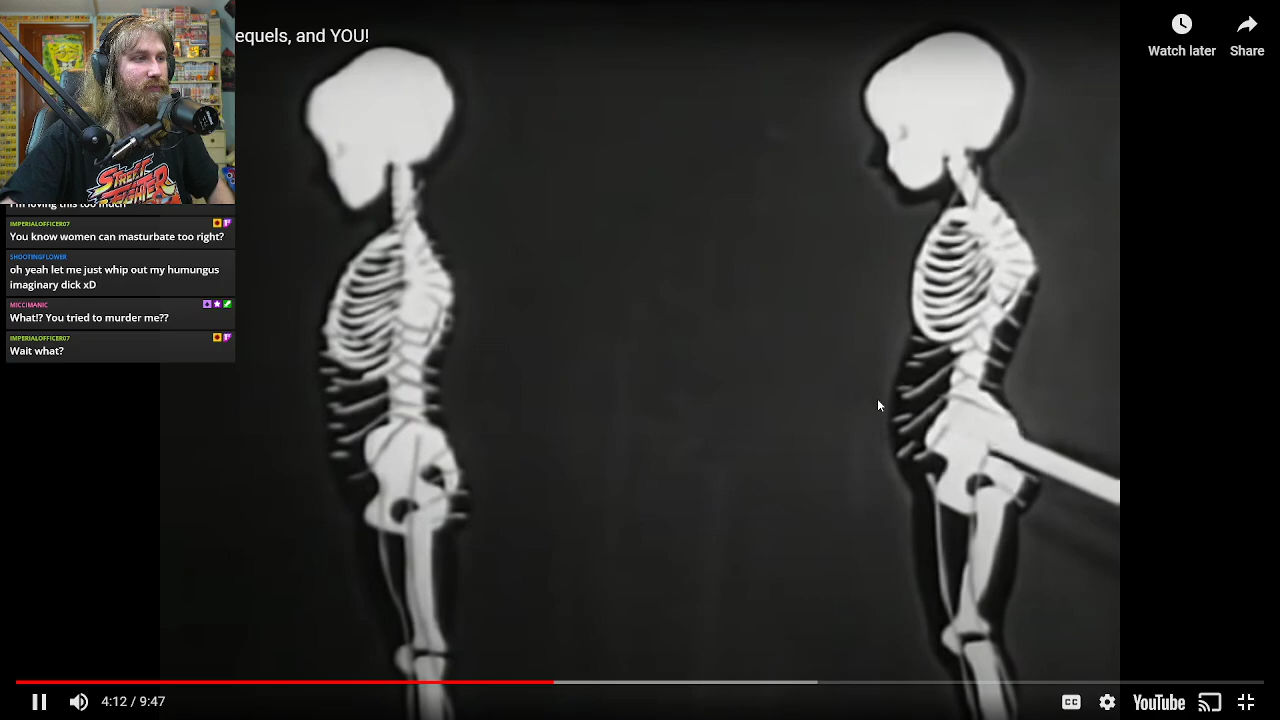 equels, and YOU!
Watch later
Share
STREET
FIGHTER
I'm loving this too much
IMPERIALOFFICER07
You know women can masturbate too right?
SHOOTINGFLOWER
oh yeah let me just whip out my humungus
imaginary dick xD
MICCIMANIC
What!? You tried to murder me??
IMPERIALOFFICER07
Wait what?
4:12 / 9:47
CC
YouTube